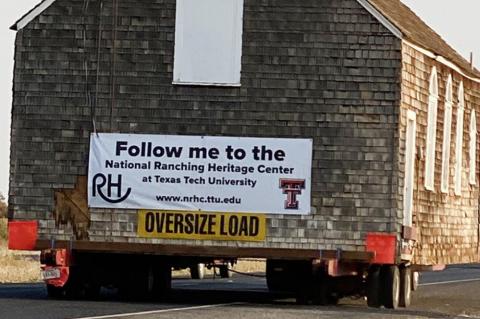 Follow me to the
National Ranching Heritage Center
at Texas Tech University
RH
www.nrhc.ttu.edu
OVERSIZE LOAD